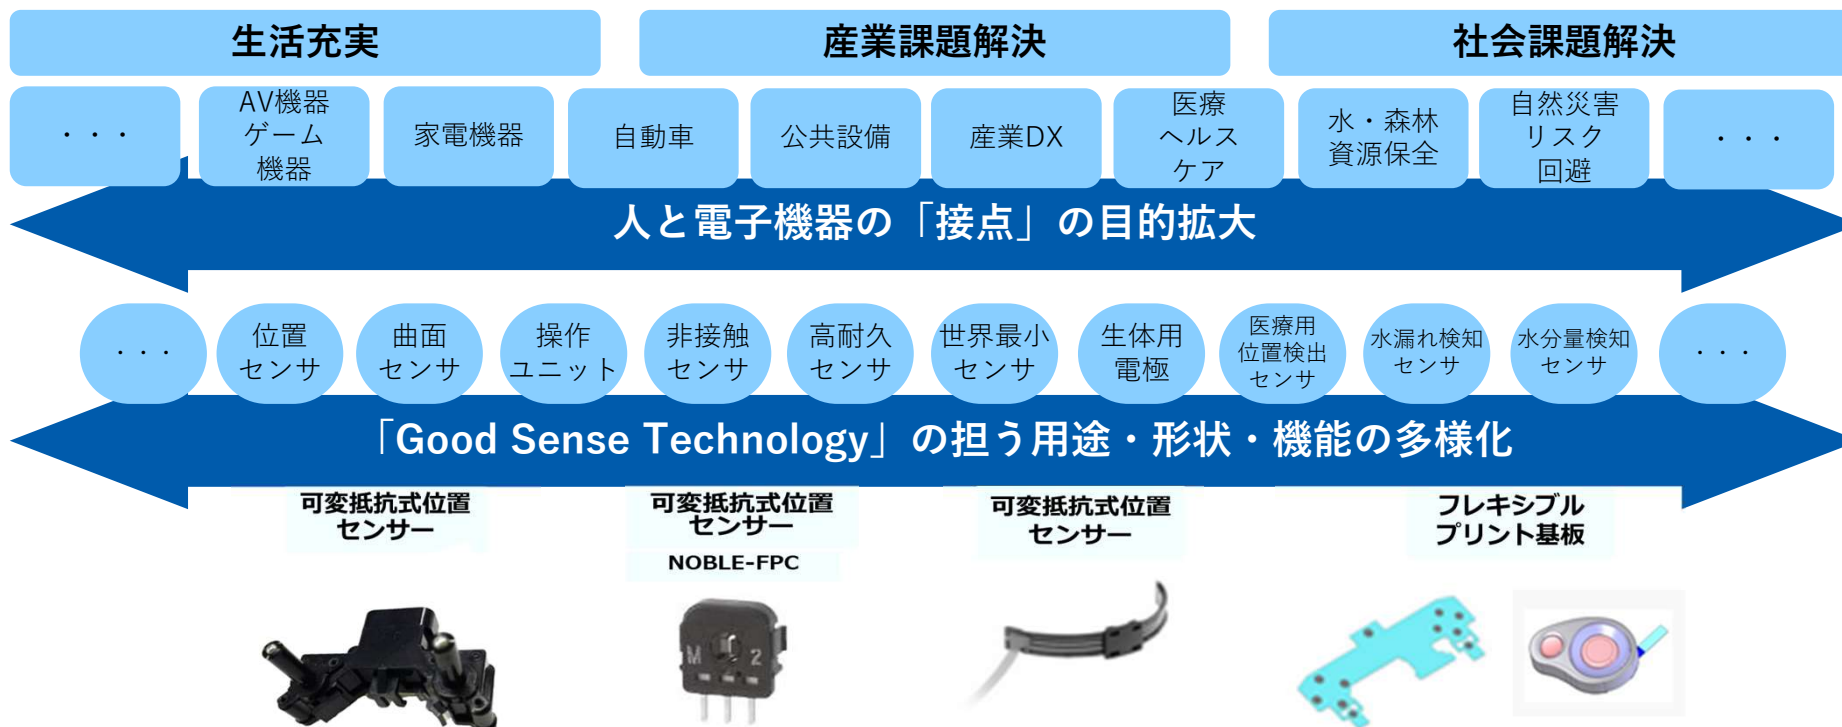 生活充実
産業課題解決
社会課題解決
・・・
AV機器
ゲーム
機器
家電機器
自動車
公共設備
産業DX
医療
ヘルス
ケア
水・森林
資源保全
自然災害
リスク
回避
・・・
人と電子機器の「接点」の目的拡大
・・・
位置
センサ
曲面
センサ
操作
ユニット
非接触
センサ
高耐久
センサ
世界最小
センサ
生体用
電極
医療用
位置検出
センサ
水漏れ検知
センサ
水分量検知
センサ
・・・
「Good Sense Technology」の担う用途・形状・機能の多様化
可変抵抗式位置
センサー
可変抵抗式位置
センサー
NOBLE-FPC
可変抵抗式位置
センサー
フレキシブル
プリント基板
M 2